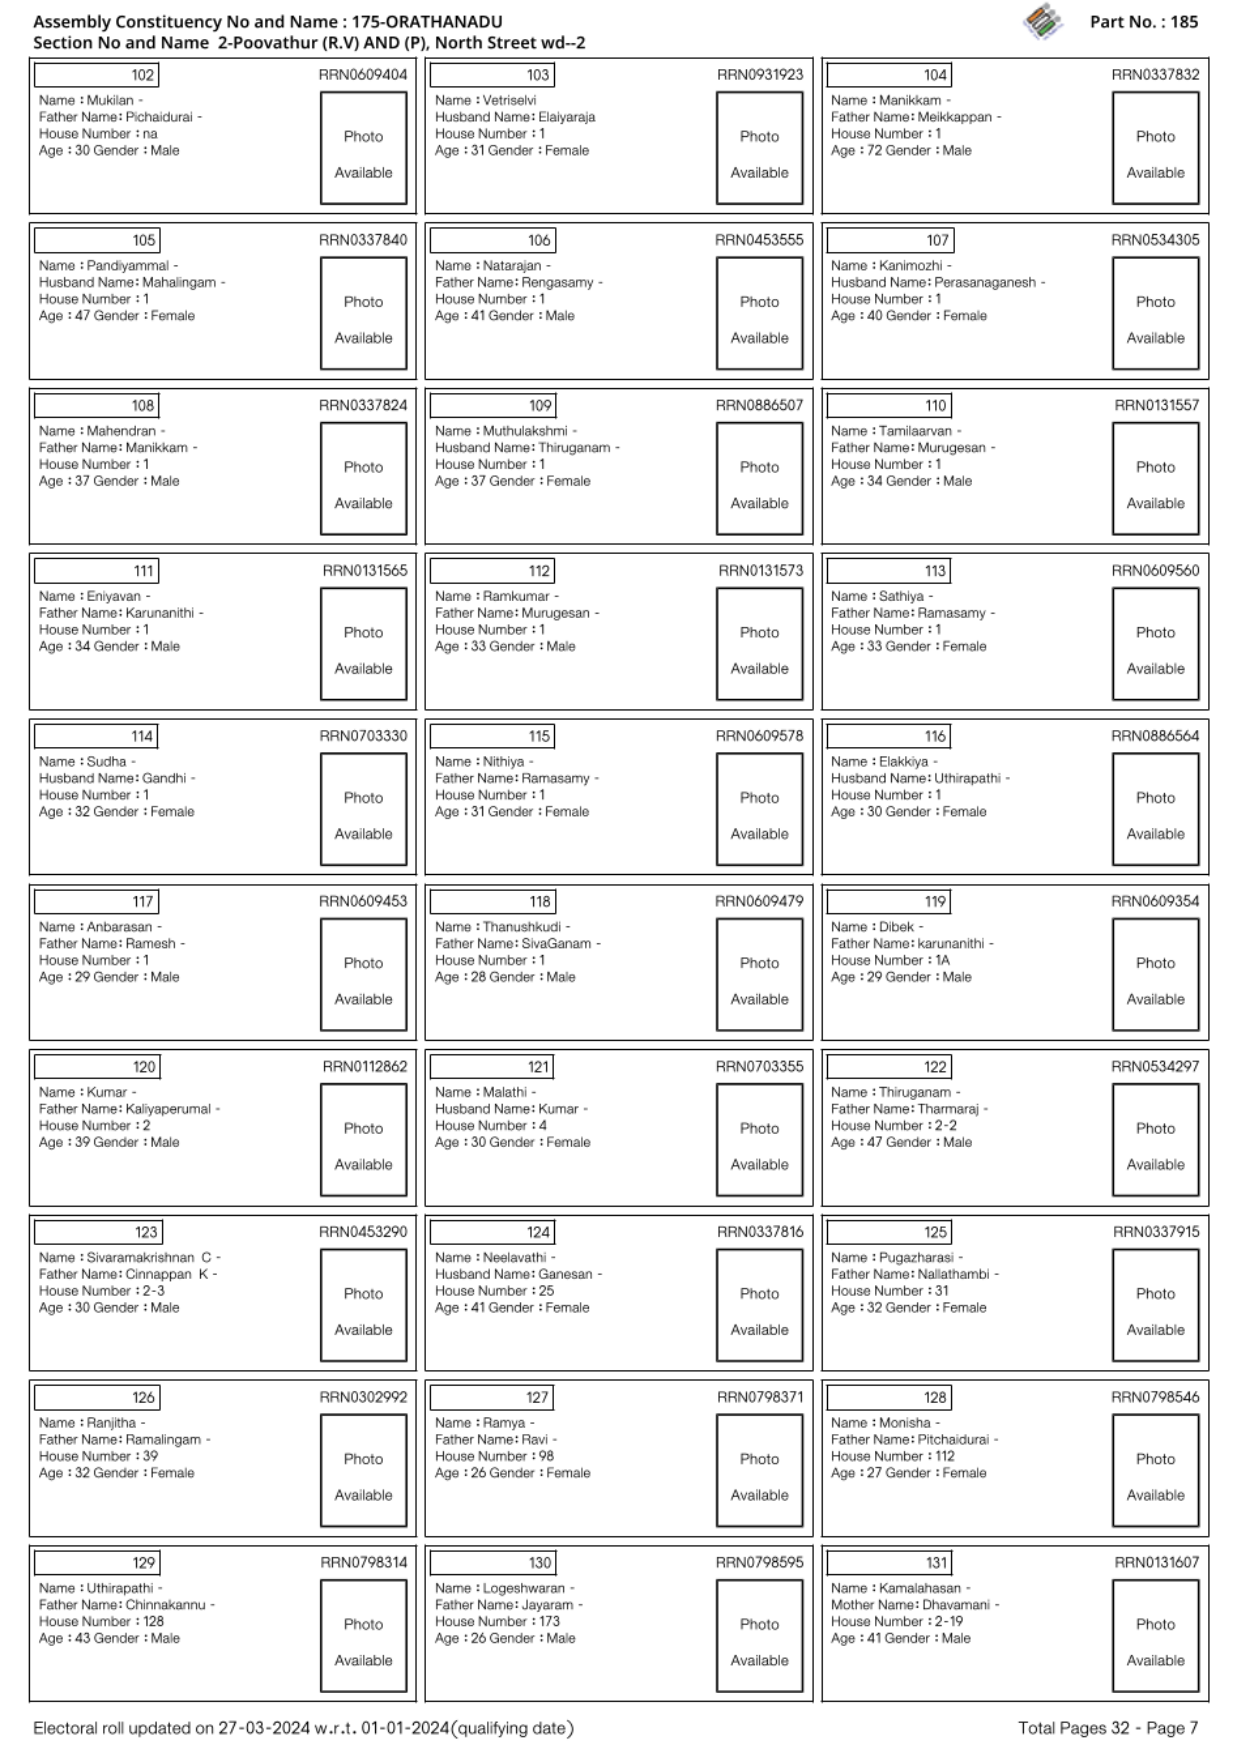 Assembly Constituency No and Name : 175-ORATHANADU
Part No. : 185
Section No and Name 2-Poovathur (R.V) AND (P), North Street wd--2
102
RRN0609404
Name : Mukilan -
Father Name: Pichaidurai -
House Number : na
Age : 30 Gender : Male
Photo
Available
103
RRN0931923
Name : Vetriselvi
Husband Name: Elaiyaraja
House Number : 1
Age : 31 Gender : Female
Photo
Available
104
RRN0337832
Name : Manikkam -
Father Name: Meikkappan -
House Number : 1
Age : 72 Gender : Male
Photo
Available
105
RRN0337840
Name : Pandiyammal -
Husband Name: Mahalingam -
House Number : 1
Age : 47 Gender : Female
Photo
Available
106
RRN0453555
Name : Natarajan -
Father Name: Rengasamy -
House Number : 1
Age : 41 Gender : Male
Photo
Available
107
RRN0534305
Name : Kanimozhi -
Husband Name: Perasanaganesh -
House Number : 1
Age : 40 Gender : Female
Photo
Available
108
RRN0337824
Name : Mahendran -
Father Name: Manikkam -
House Number : 1
Age : 37 Gender : Male
Photo
Available
109
RRN0886507
Name : Muthulakshmi -
Husband Name: Thiruganam -
House Number : 1
Age : 37 Gender : Female
Photo
Available
110
RRN0131557
Name : Tamilaarvan -
Father Name: Murugesan -
House Number : 1
Age : 34 Gender : Male
Photo
Available
111
RRN0131565
Name : Eniyavan -
Father Name: Karunanithi -
House Number : 1
Age : 34 Gender : Male
Photo
Available
112
RRN0131573
Name : Ramkumar -
Father Name: Murugesan -
House Number : 1
Age : 33 Gender : Male
Photo
Available
113
RRN0609560
Name : Sathiya -
Father Name: Ramasamy -
House Number : 1
Age : 33 Gender : Female
Photo
Available
114
RRN0703330
Name : Sudha -
Husband Name: Gandhi -
House Number : 1
Age : 32 Gender : Female
Photo
Available
115
RRN0609578
Name : Nithiya -
Father Name: Ramasamy -
House Number : 1
Age : 31 Gender : Female
Photo
Available
116
RRN0886564
Name : Elakkiya -
Husband Name: Uthirapathi -
House Number : 1
Age : 30 Gender : Female
Photo
Available
117
RRN0609453
Name : Anbarasan -
Father Name: Ramesh -
House Number : 1
Age : 29 Gender : Male
Photo
Available
118
RRN0609479
Name : Thanushkudi -
Father Name: SivaGanam -
House Number : 1
Age : 28 Gender : Male
Photo
Available
119
RRN0609354
Name : Dibek -
Father Name: karunanithi -
House Number : 1A
Age : 29 Gender : Male
Photo
Available
120
RRN0112862
Name : Kumar -
Father Name: Kaliyaperumal -
House Number : 2
Age : 39 Gender : Male
Photo
Available
121
RRN0703355
Name : Malathi -
Husband Name: Kumar -
House Number : 4
Age : 30 Gender : Female
Photo
Available
122
RRN0534297
Name : Thiruganam -
Father Name: Tharmaraj -
House Number : 2-2
Age : 47 Gender : Male
Photo
Available
123
RRN0453290
Name : Sivaramakrishnan C -
Father Name: Cinnappan K -
House Number : 2-3
Age : 30 Gender : Male
Photo
Available
124
RRN0337816
Name : Neelavathi -
Husband Name: Ganesan -
House Number : 25
Age : 41 Gender : Female
Photo
Available
125
RRN0337915
Name : Pugazharasi -
Father Name: Nallathambi -
House Number : 31
Age : 32 Gender : Female
Photo
Available
126
RRN0302992
Name : Ranjitha -
Father Name: Ramalingam -
House Number : 39
Age : 32 Gender : Female
Photo
Available
127
RRN0798371
Name : Ramya -
Father Name: Ravi -
House Number : 98
Age : 26 Gender : Female
Photo
Available
128
RRN0798546
Name : Monisha -
Father Name: Pitchaidurai -
House Number : 112
Age : 27 Gender : Female
Photo
Available
129
RRN0798314
Name : Uthirapathi -
Father Name: Chinnakannu -
House Number : 128
Age : 43 Gender : Male
Photo
Available
130
RRN0798595
Name : Logeshwaran -
Father Name: Jayaram -
House Number : 173
Age : 26 Gender : Male
Photo
Available
131
RRN0131607
Name : Kamalahasan -
Mother Name: Dhavamani -
House Number : 2-19
Age : 41 Gender : Male
Photo
Available
Electoral roll updated on 27-03-2024 w.r.t. 01-01-2024(qualifying date)
Total Pages 32 - Page 7